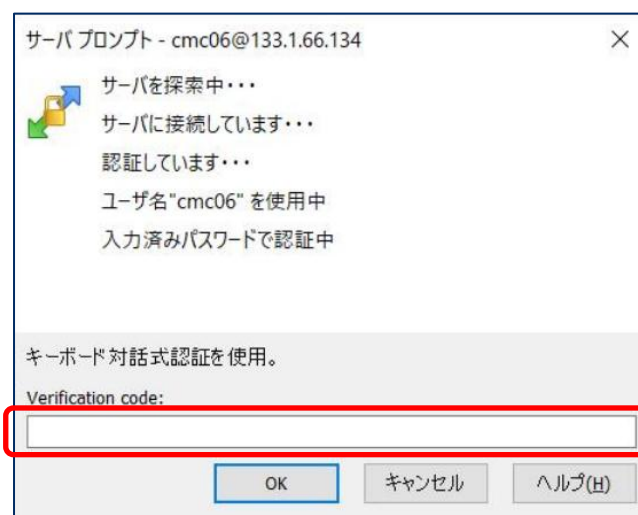 サーバ プロンプト - cmc06@133.1.66.134
サーバを探索中・・・
サーバに接続しています・・・
認証しています・・・
ユーザ名"cmc06" を使用中
入力済みパスワードで認証中
キーボード対話式認証を使用。
Verification code:
OK キャンセル ヘルプ(H)